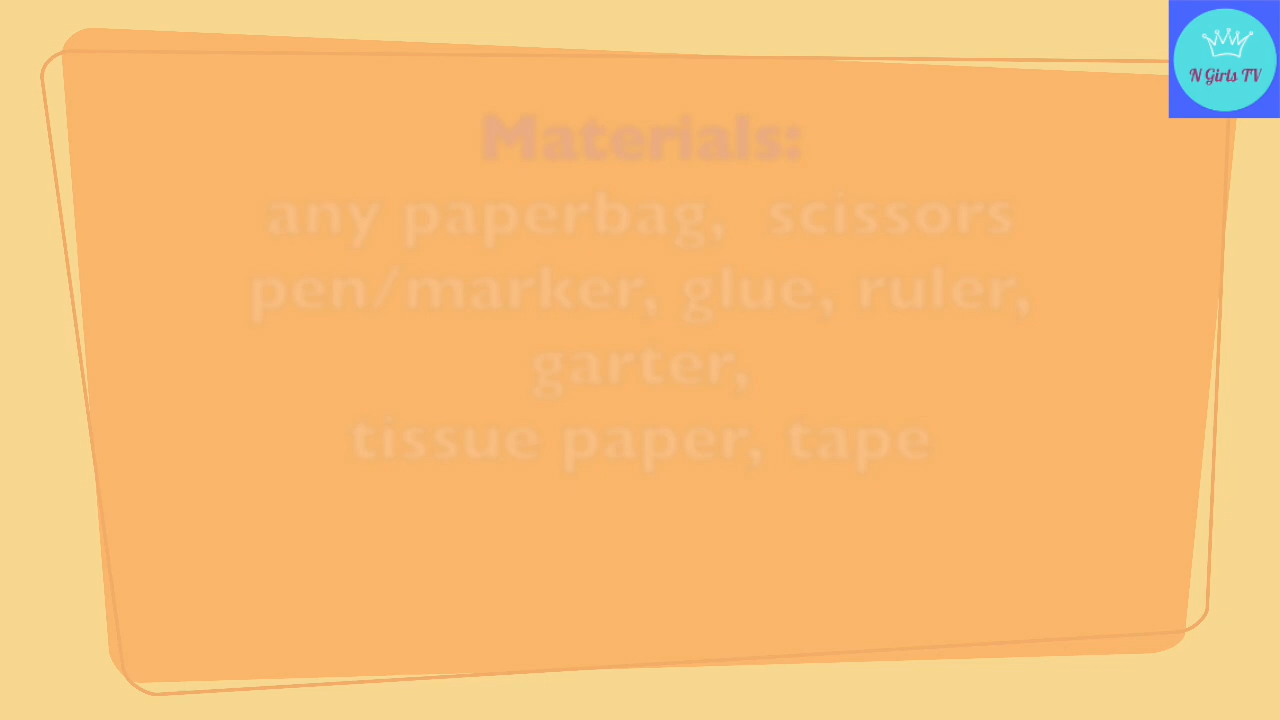 N Girls TV
Materials:
any paperbag, scissors
pen/marker, glue, ruler,
garter,
tissue paper, tape